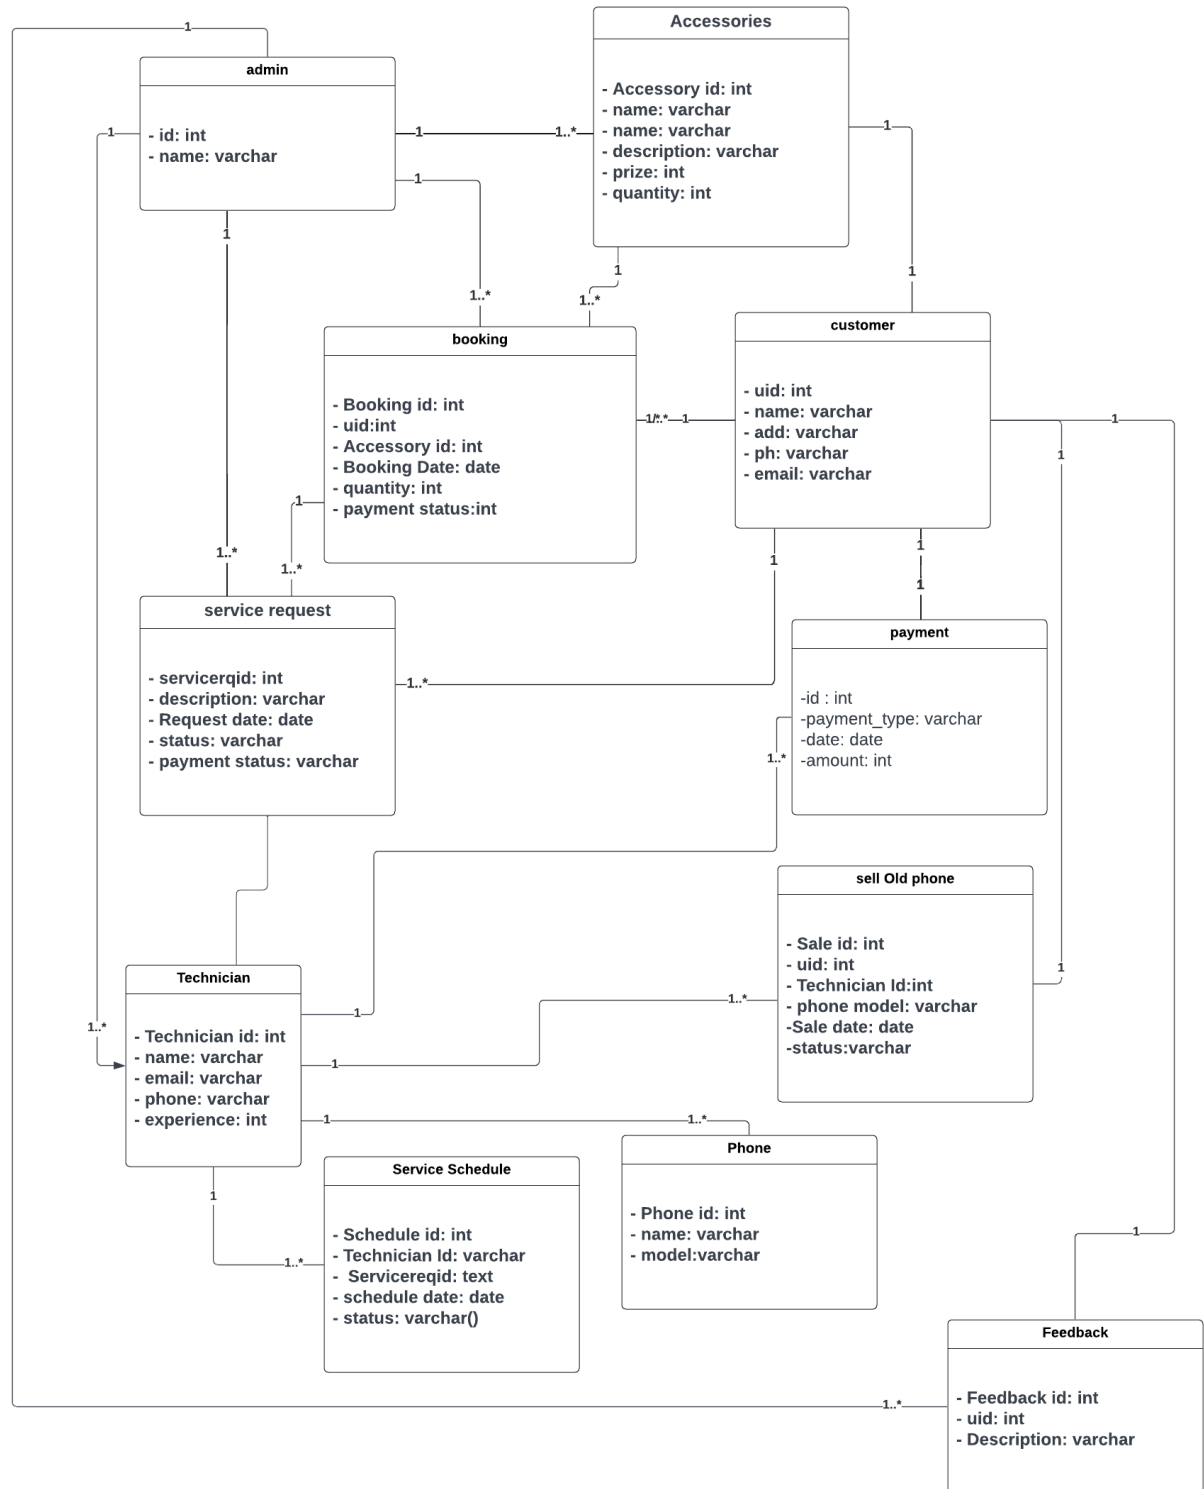 1
Accessories
- Accessory id: int
- name: varchar
- name: varchar
- description: varchar
- prize: int
- quantity: int
admin
- id: int
- name: varchar
1
1
1..*
1
1
1
1
1..*
1
1..*
1
booking
- Booking id: int
- uid:int
- Accessory id: int
- Booking Date: date
- quantity: int
- payment status:int
customer
- uid: int
- name: varchar
- add: varchar
- ph: varchar
- email: varchar
1
1
1
1
1..*
1..*
1
1
1
service request
- servicerqid: int
- description: varchar
- Request date: date
- status: varchar
- payment status: varchar
1..*
payment
-id : int
-payment_type: varchar
-date: date
-amount: int
1..*
sell Old phone
- Sale id: int
- uid: int
- Technician Id:int
- phone model: varchar
-Sale date: date
-status:varchar
1
Technician
- Technician id: int
- name: varchar
- email: varchar
- phone: varchar
- experience: int
1..*
1
1..*
1
1
1..*
Phone
- Phone id: int
- name: varchar
- model:varchar
1
1..*
Service Schedule
- Schedule id: int
- Technician Id: varchar
- Servicereqid: text
- schedule date: date
- status: varchar()
1
Feedback
- Feedback id: int
- uid: int
- Description: varchar
1..*